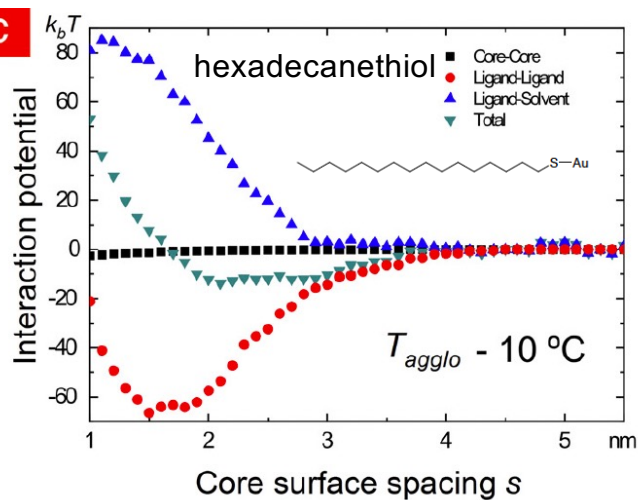 C
k_bT
80
60
40
20
0
-20
-40
-60
Interaction potential
hexadecanethiol
Core-Core
Ligand-Ligand
Ligand-Solvent
Total
S—Au
T_agglo - 10 ºC
1 2 3 4 5 nm
Core surface spacing s